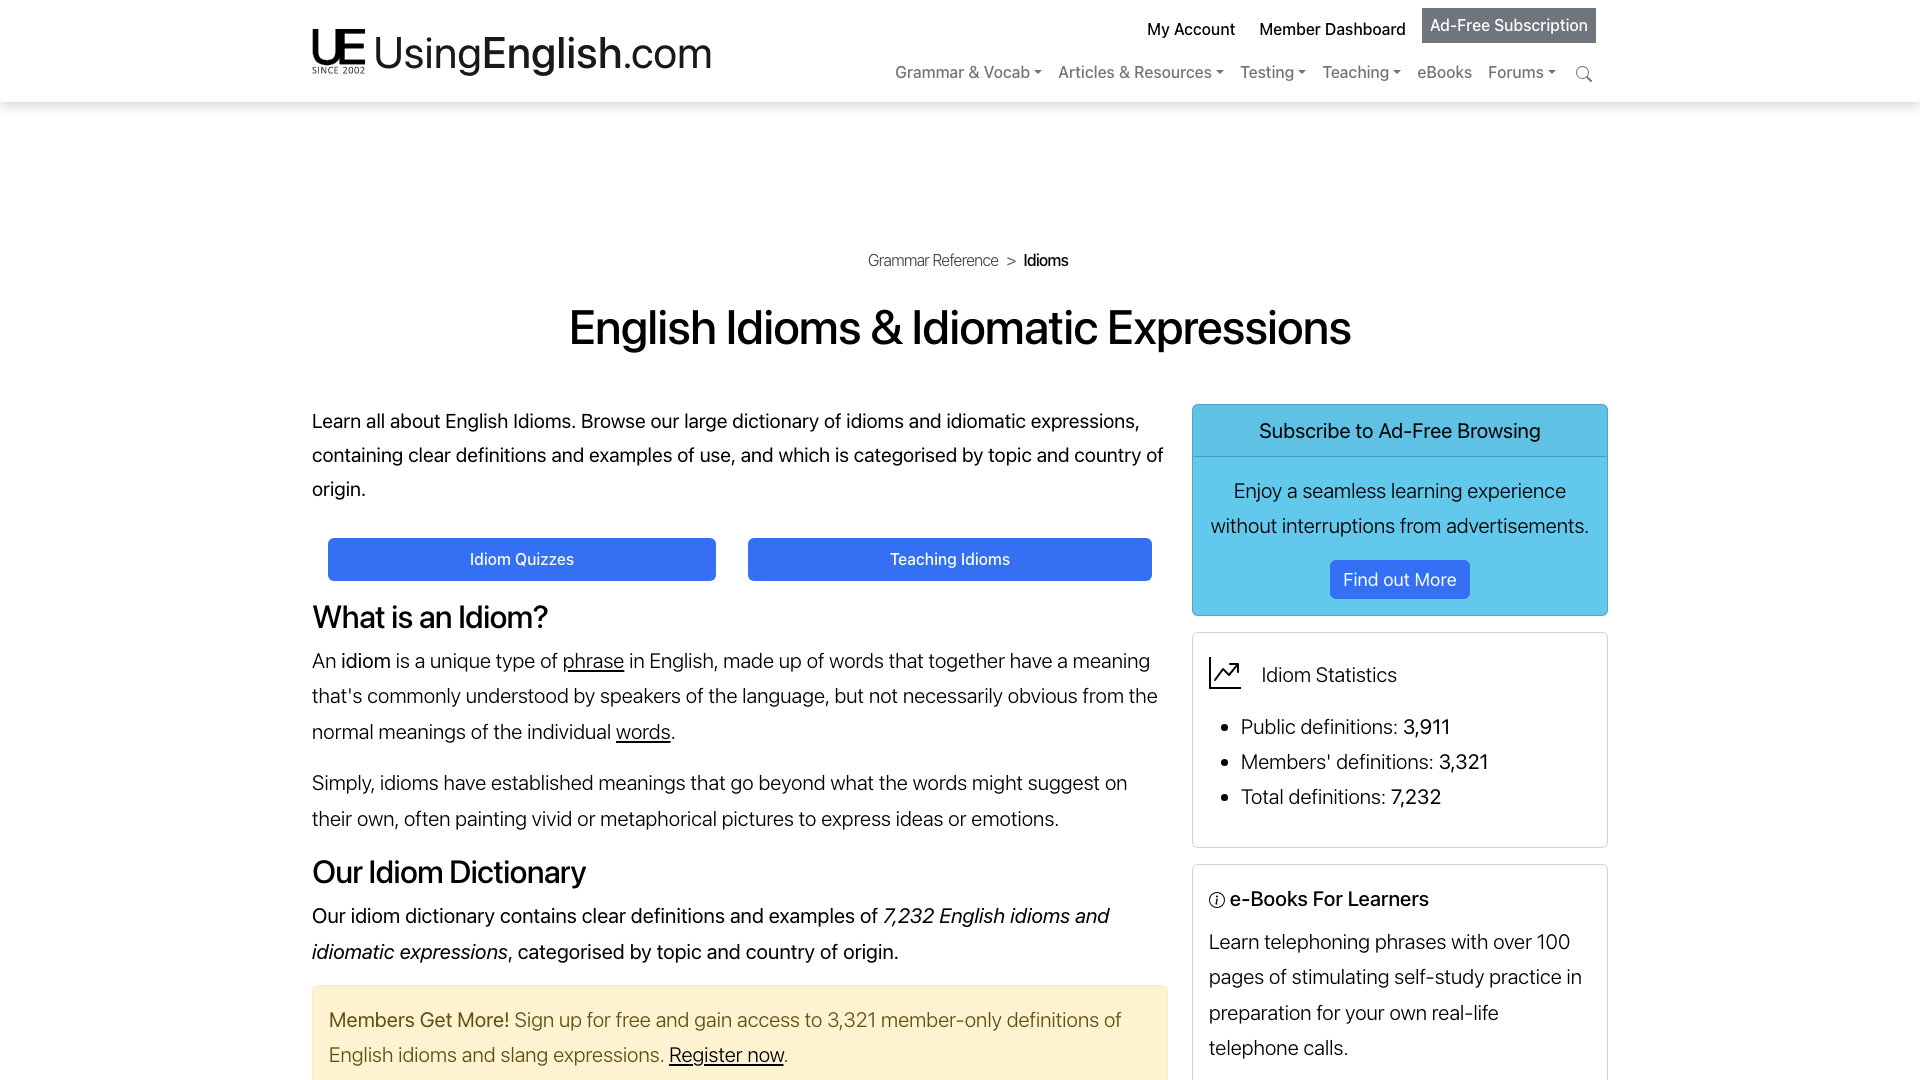 UE SINCE 2002 UsingEnglish.com
My Account Member Dashboard Ad-Free Subscription
Grammar & Vocab Articles & Resources Testing Teaching eBooks Forums
Grammar Reference > Idioms
English Idioms & Idiomatic Expressions
Learn all about English Idioms. Browse our large dictionary of idioms and idiomatic expressions,
containing clear definitions and examples of use, and which is categorised by topic and country of
origin.
Idiom Quizzes Teaching Idioms
What is an Idiom?
An idiom is a unique type of phrase in English, made up of words that together have a meaning
that's commonly understood by speakers of the language, but not necessarily obvious from the
normal meanings of the individual words.
Simply, idioms have established meanings that go beyond what the words might suggest on
their own, often painting vivid or metaphorical pictures to express ideas or emotions.
Our Idiom Dictionary
Our idiom dictionary contains clear definitions and examples of 7,232 English idioms and
idiomatic expressions, categorised by topic and country of origin.
Members Get More! Sign up for free and gain access to 3,321 member-only definitions of
English idioms and slang expressions. Register now.
Subscribe to Ad-Free Browsing
Enjoy a seamless learning experience
without interruptions from advertisements.
Find out More
Idiom Statistics
Public definitions: 3,911
Members' definitions: 3,321
Total definitions: 7,232
e-Books For Learners
Learn telephoning phrases with over 100
pages of stimulating self-study practice in
preparation for your own real-life
telephone calls.